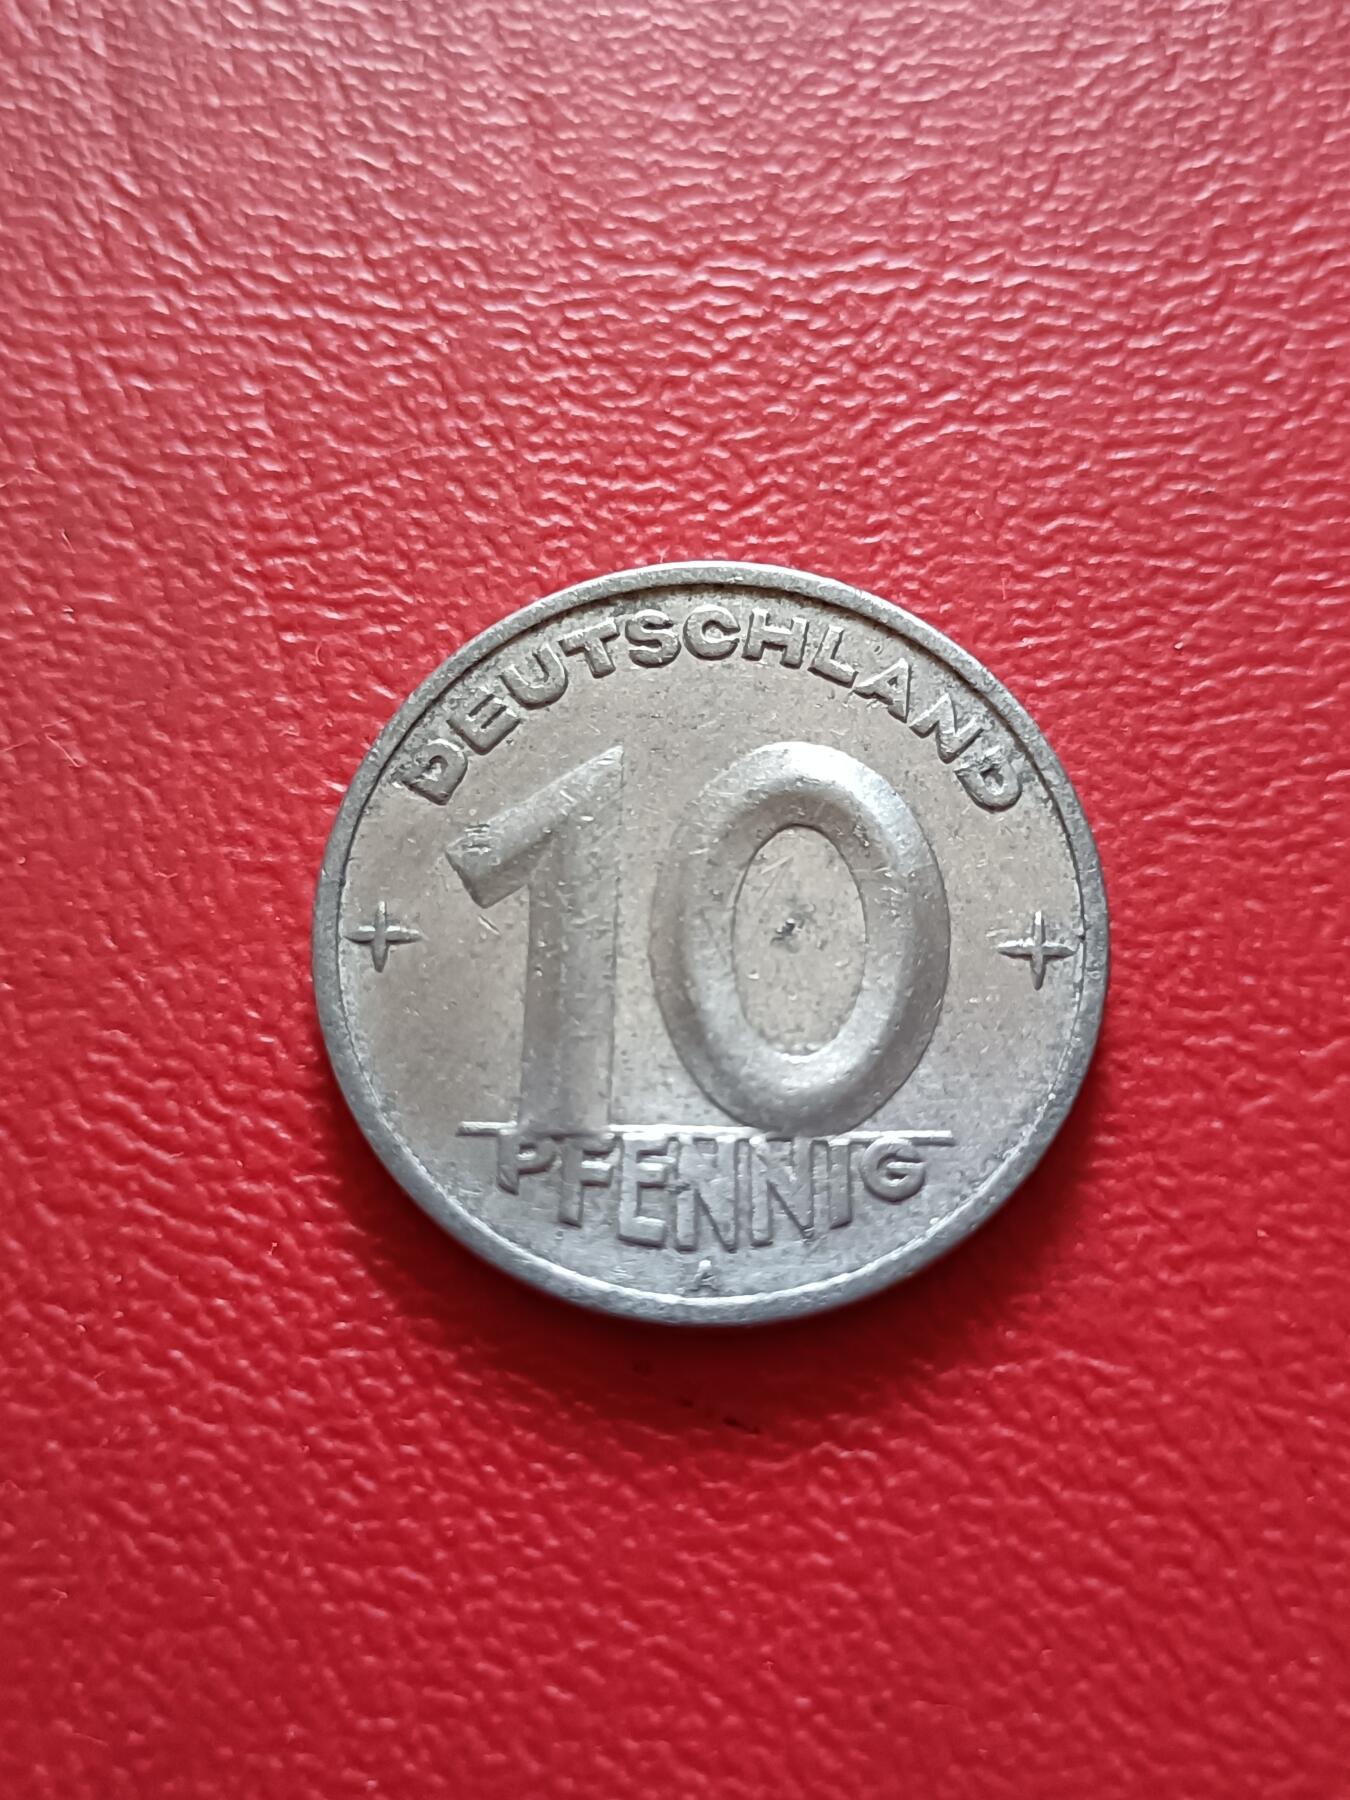 DEUTSCHLAND
10
PFENNIG
A